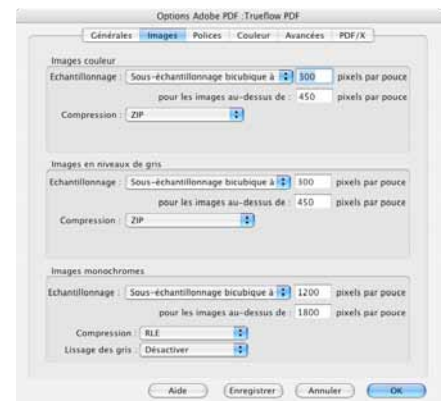 Options Adobe PDF :Trueflow PDF
Générales Images Polices Couleur Avancées PDF/X
Images couleur
Echantillonnage : Sous-échantillonnage bicubique à 300 pixels par pouce
pour les images au-dessus de : 450 pixels par pouce
Compression : ZIP
Images en niveaux de gris
Echantillonnage : Sous-échantillonnage bicubique à 300 pixels par pouce
pour les images au-dessus de : 450 pixels par pouce
Compression : ZIP
Images monochromes
Echantillonnage : Sous-échantillonnage bicubique à 1200 pixels par pouce
pour les images au-dessus de : 1800 pixels par pouce
Compression : RLE
Lissage des gris : Désactiver
Aide Enregistrer Annuler OK